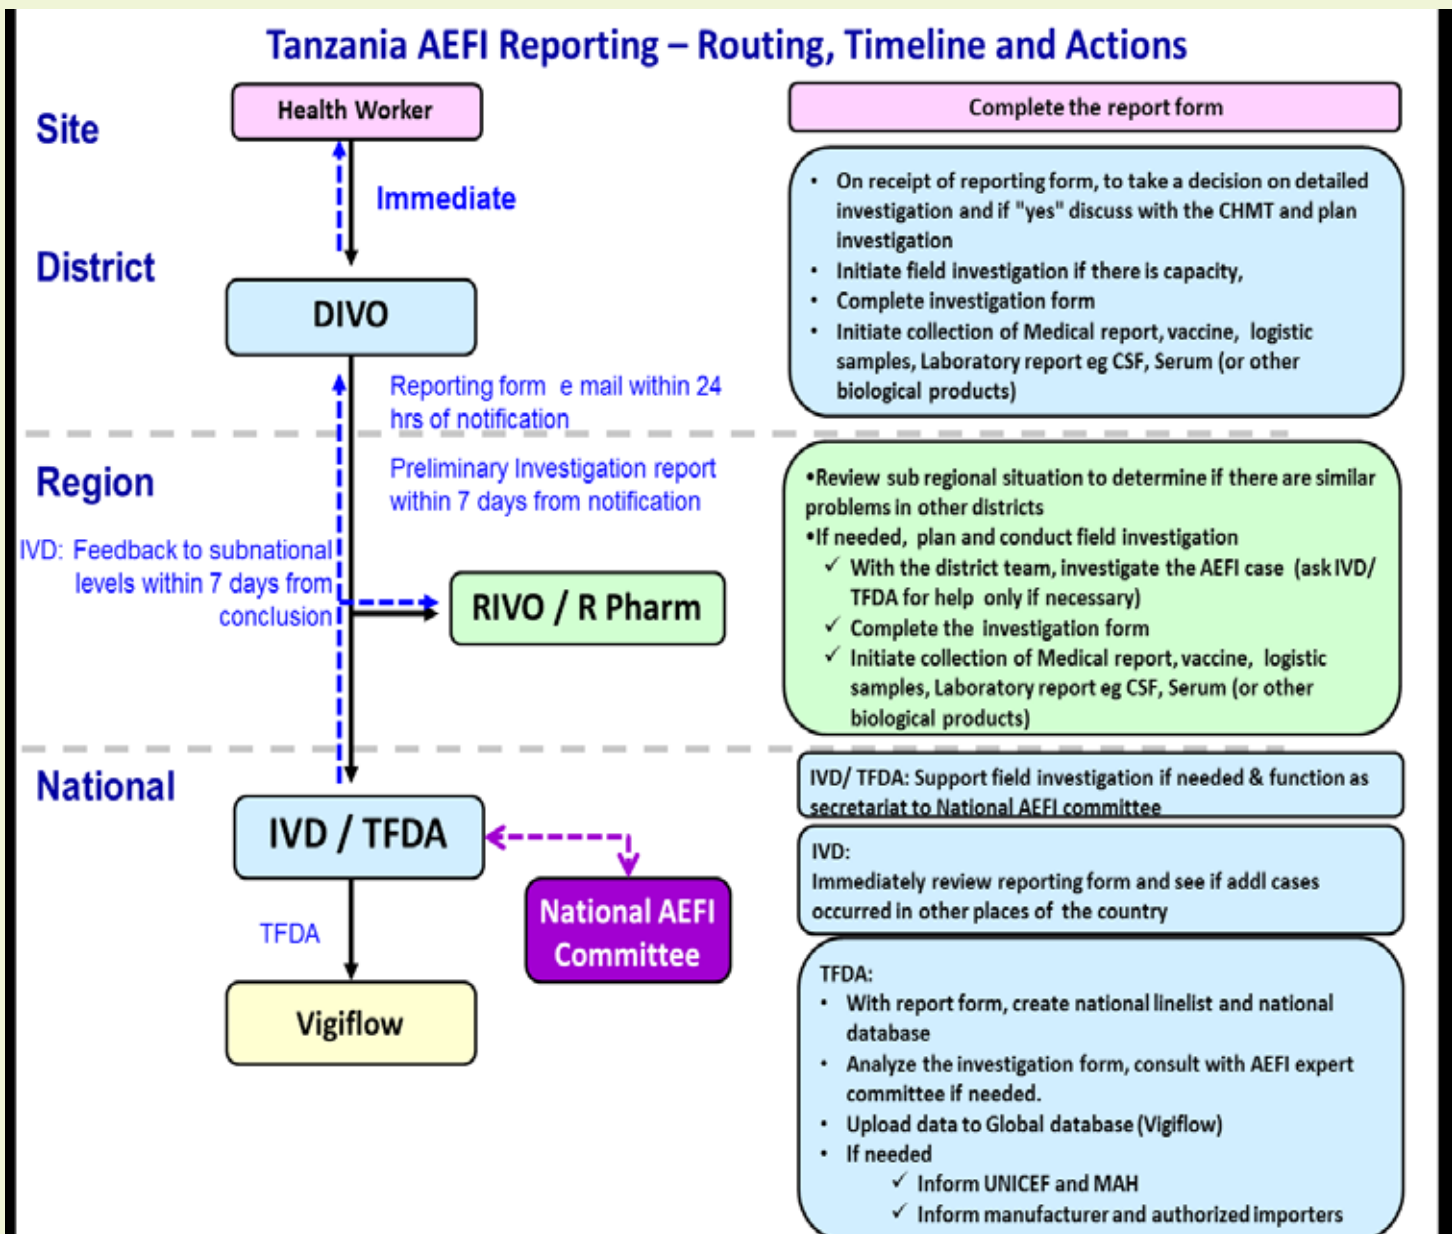 Tanzania AEFI Reporting – Routing, Timeline and Actions
Site
Health Worker
Complete the report form
Immediate
District
DIVO
• On receipt of reporting form, to take a decision on detailed
investigation and if "yes" discuss with the CHMT and plan
investigation
• Initiate field investigation if there is capacity,
• Complete investigation form
• Initiate collection of Medical report, vaccine, logistic
samples, Laboratory report eg CSF, Serum (or other
biological products)
Reporting form e mail within 24
hrs of notification
Region
Preliminary Investigation report
within 7 days from notification
IVD: Feedback to subnational
levels within 7 days from
conclusion
RIVO / R Pharm
•Review sub regional situation to determine if there are similar
problems in other districts
•If needed, plan and conduct field investigation
✓ With the district team, investigate the AEFI case (ask IVD/
TFDA for help only if necessary)
✓ Complete the investigation form
✓ Initiate collection of Medical report, vaccine, logistic
samples, Laboratory report eg CSF, Serum (or other
biological products)
National
IVD / TFDA
National AEFI
Committee
TFDA
Vigiflow
IVD/ TFDA: Support field investigation if needed & function as
secretariat to National AEFI committee
IVD:
Immediately review reporting form and see if addl cases
occurred in other places of the country
TFDA:
• With report form, create national linelist and national
database
• Analyze the investigation form, consult with AEFI expert
committee if needed.
• Upload data to Global database (Vigiflow)
• If needed
✓ Inform UNICEF and MAH
✓ Inform manufacturer and authorized importers